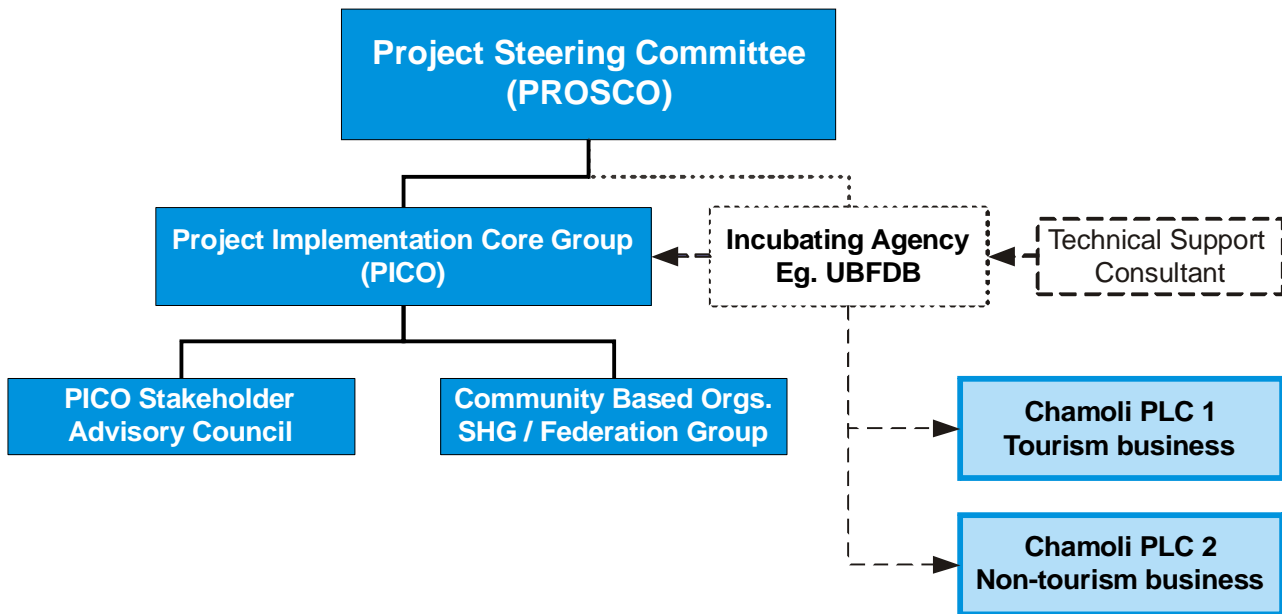 Project Steering Committee
(PROSCO)
Project Implementation Core Group
(PICO)
Incubating Agency
Eg. UBFDB
Technical Support
Consultant
PICO Stakeholder
Advisory Council
Community Based Orgs.
SHG / Federation Group
Chamoli PLC 1
Tourism business
Chamoli PLC 2
Non-tourism business